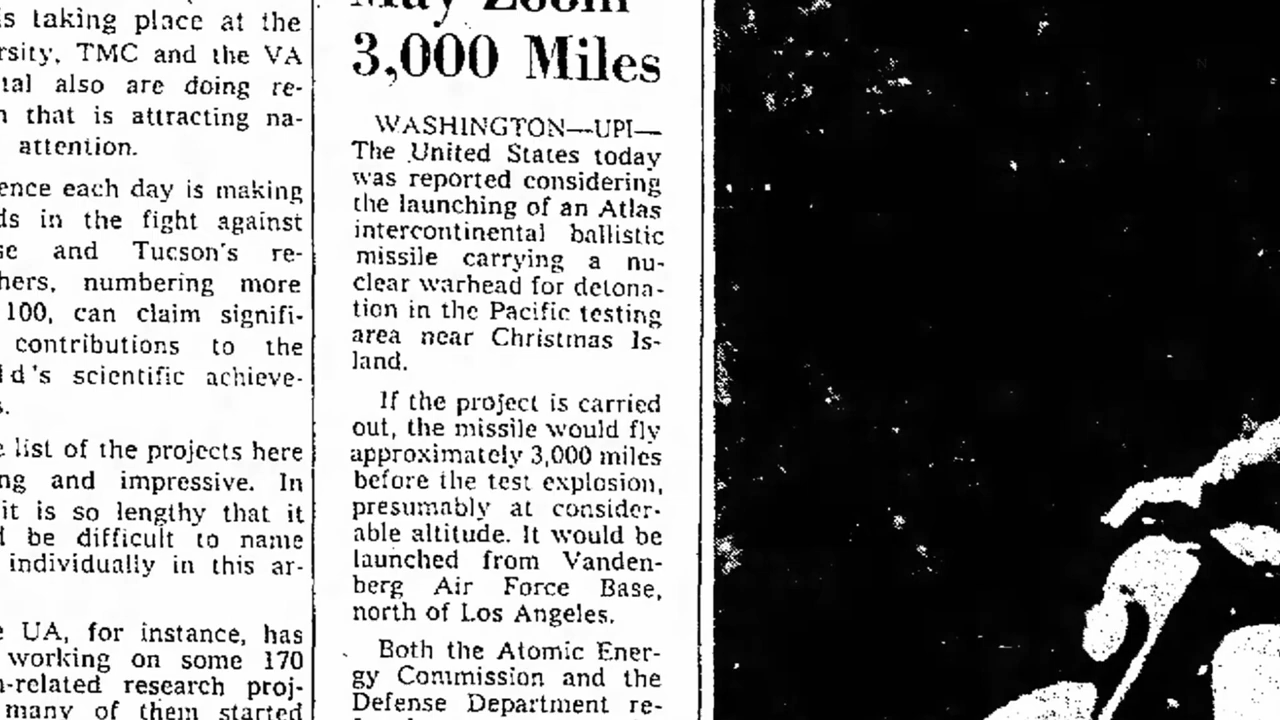 s taking place at the
rsity, TMC and the VA
also are doing re-
that is attracting na-
attention.
ence each day is making
ds in the fight against
se and Tucson's re-
hers, numbering more
100, can claim signifi-
contributions to the
ld's scientific achieve-
s.
e list of the projects here
ng and impressive. In
it is so lengthy that it
d be difficult to name
individually in this ar-
e UA, for instance, has
working on some 170
-related research proj-
many of them started
May Zoom
3,000 Miles
WASHINGTON—UPI—
The United States today
was reported considering
the launching of an Atlas
intercontinental ballistic
missile carrying a nu-
clear warhead for detona-
tion in the Pacific testing
area near Christmas Is-
land.
If the project is carried
out, the missile would fly
approximately 3,000 miles
before the test explosion,
presumably at consider-
able altitude. It would be
launched from Vanden-
berg Air Force Base,
north of Los Angeles.
Both the Atomic Ener-
gy Commission and the
Defense Department re-